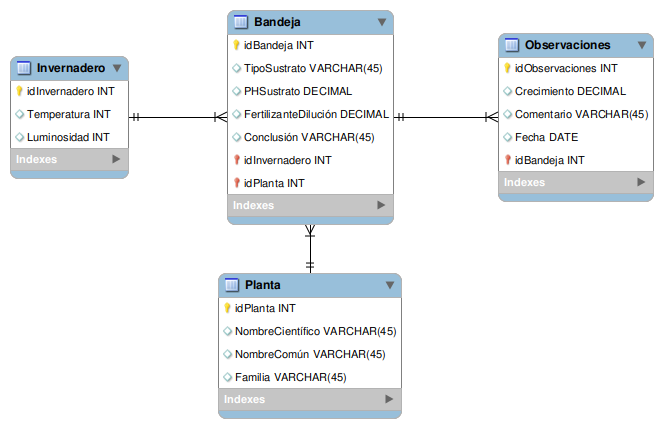 Invernadero
idInvernadero INT
Temperatura INT
Luminosidad INT
Indexes
Bandeja
idBandeja INT
TipoSustrato VARCHAR(45)
PHSustrato DECIMAL
FertilizanteDilución DECIMAL
Conclusión VARCHAR(45)
idInvernadero INT
idPlanta INT
Indexes
Observaciones
idObservaciones INT
Crecimiento DECIMAL
Comentario VARCHAR(45)
Fecha DATE
idBandeja INT
Indexes
Planta
idPlanta INT
NombreCientífico VARCHAR(45)
NombreComún VARCHAR(45)
Familia VARCHAR(45)
Indexes